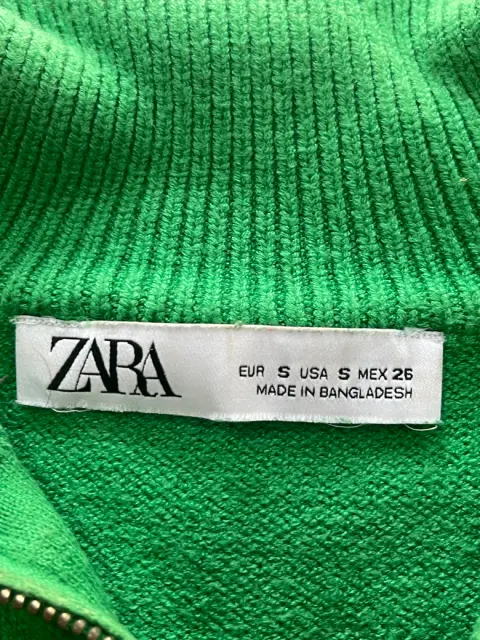 ZARA
EUR S USA S MEX 26
MADE IN BANGLADESH